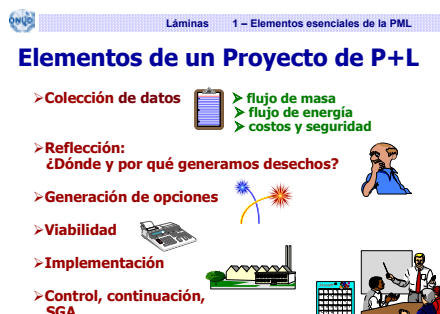 ONUD
Láminas 1 – Elementos esenciales de la PML
Elementos de un Proyecto de P+L
➢Colección de datos
➢ flujo de masa
➢ flujo de energía
➢ costos y seguridad
➢Reflección:
¿Dónde y por qué generamos desechos?
➢Generación de opciones
➢Viabilidad
➢Implementación
➢Control, continuación,
SGA